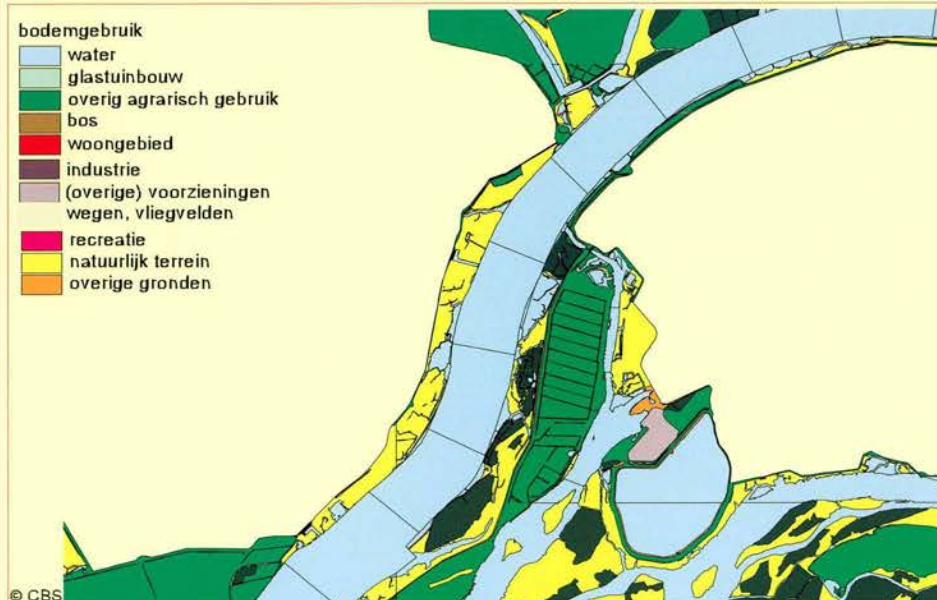 bodemgebruik
water
glastuinbouw
overig agrarisch gebruik
bos
woongebied
industrie
(overige) voorzieningen
wegen, vliegvelden
recreatie
natuurlijk terrein
overige gronden
© CBS